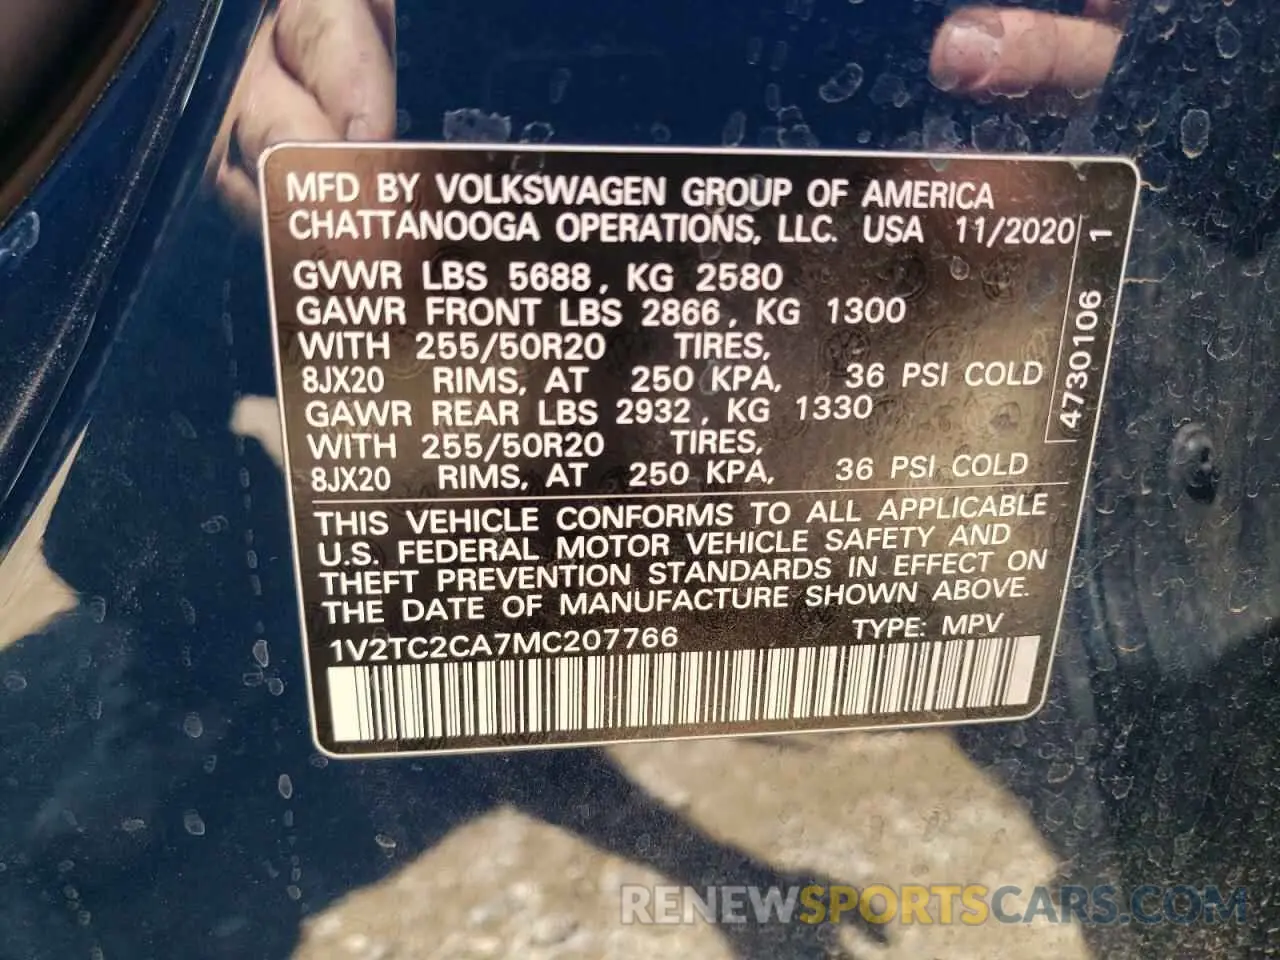 MFD BY VOLKSWAGEN GROUP OF AMERICA
CHATTANOOGA OPERATIONS, LLC. USA 11/2020
GVWR LBS 5688, KG 2580
GAWR FRONT LBS 2866, KG 1300
WITH 255/50R20 TIRES,
8JX20 RIMS, AT 250 KPA, 36 PSI COLD
GAWR REAR LBS 2932, KG 1330
WITH 255/50R20 TIRES,
8JX20 RIMS, AT 250 KPA, 36 PSI COLD
4730106 1
THIS VEHICLE CONFORMS TO ALL APPLICABLE
U.S. FEDERAL MOTOR VEHICLE SAFETY AND
THEFT PREVENTION STANDARDS IN EFFECT ON
THE DATE OF MANUFACTURE SHOWN ABOVE.
1V2TC2CA7MC207766 TYPE: MPV
RENEWSPORTSCARS.COM